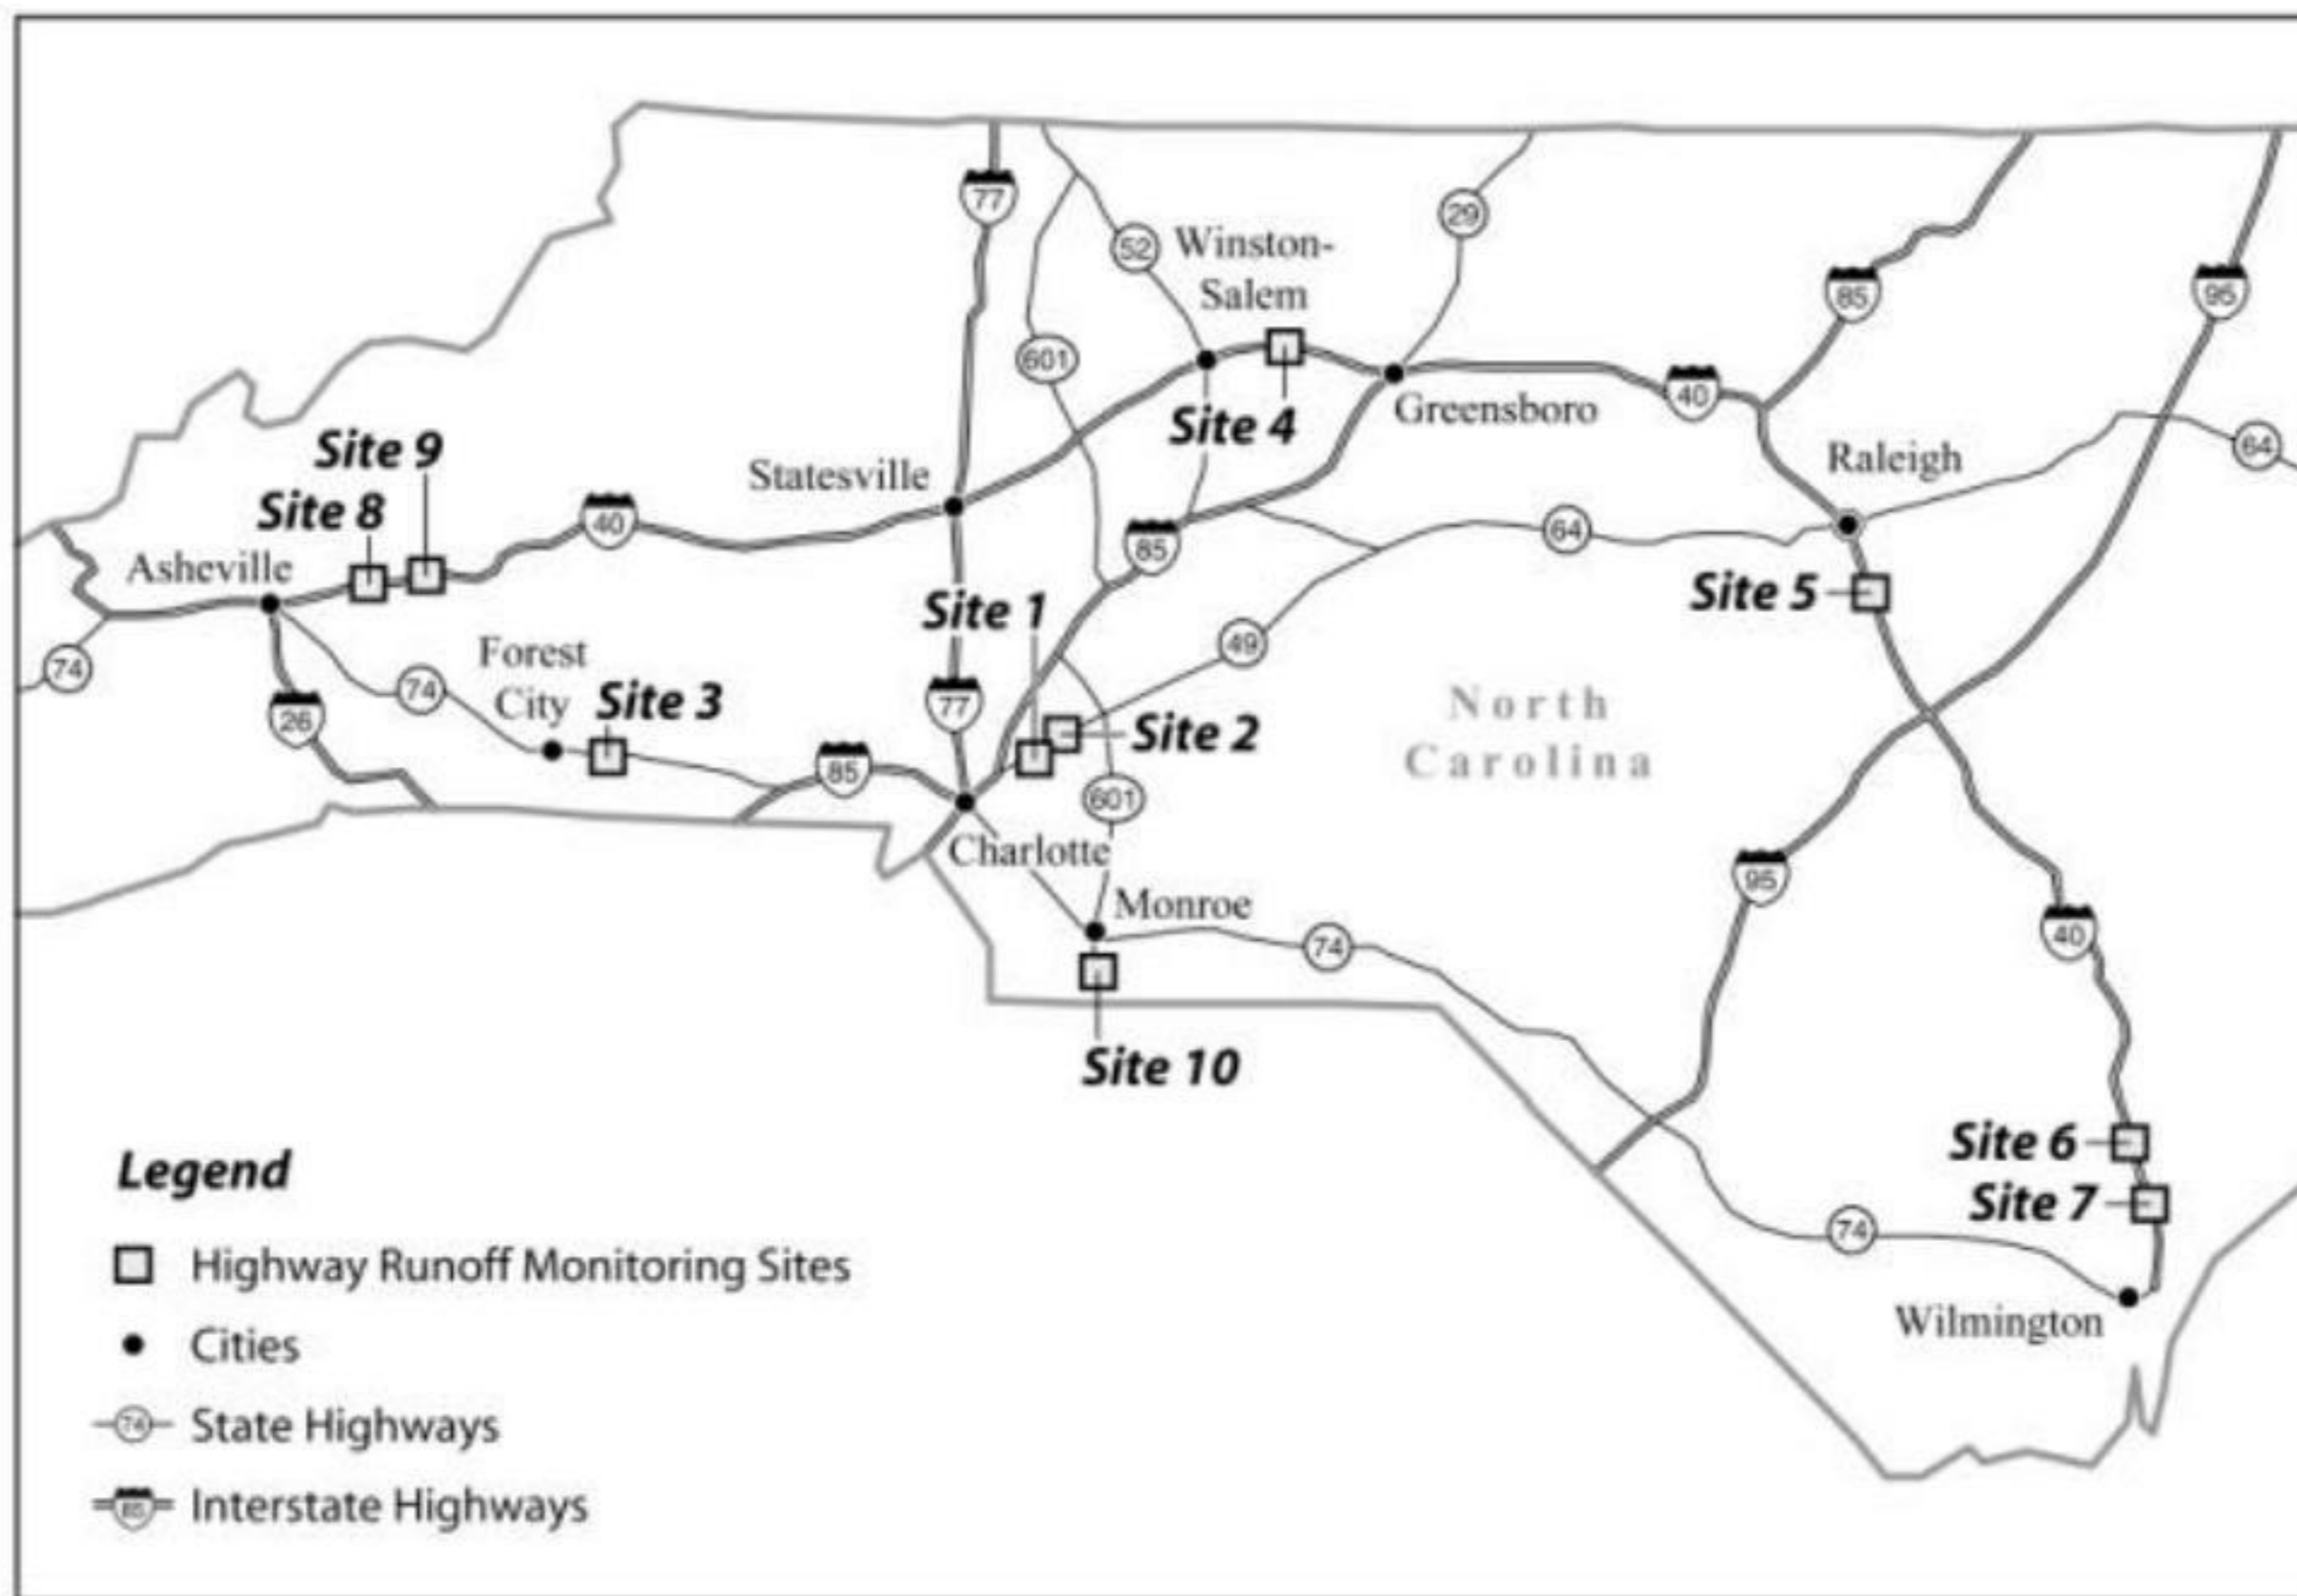 77
29
52
Winston-
Salem
85
95
601
40
Greensboro
Site 4
64
Raleigh
Site 9
Statesville
Site 8
40
64
85
Asheville
Site 5
Site 1
49
74
Forest
City
74
Site 3
77
North
Carolina
26
Site 2
85
601
Charlotte
95
Monroe
74
40
Site 10
Site 6
Legend
Site 7
74
Highway Runoff Monitoring Sites
Wilmington
Cities
74 State Highways
85 Interstate Highways